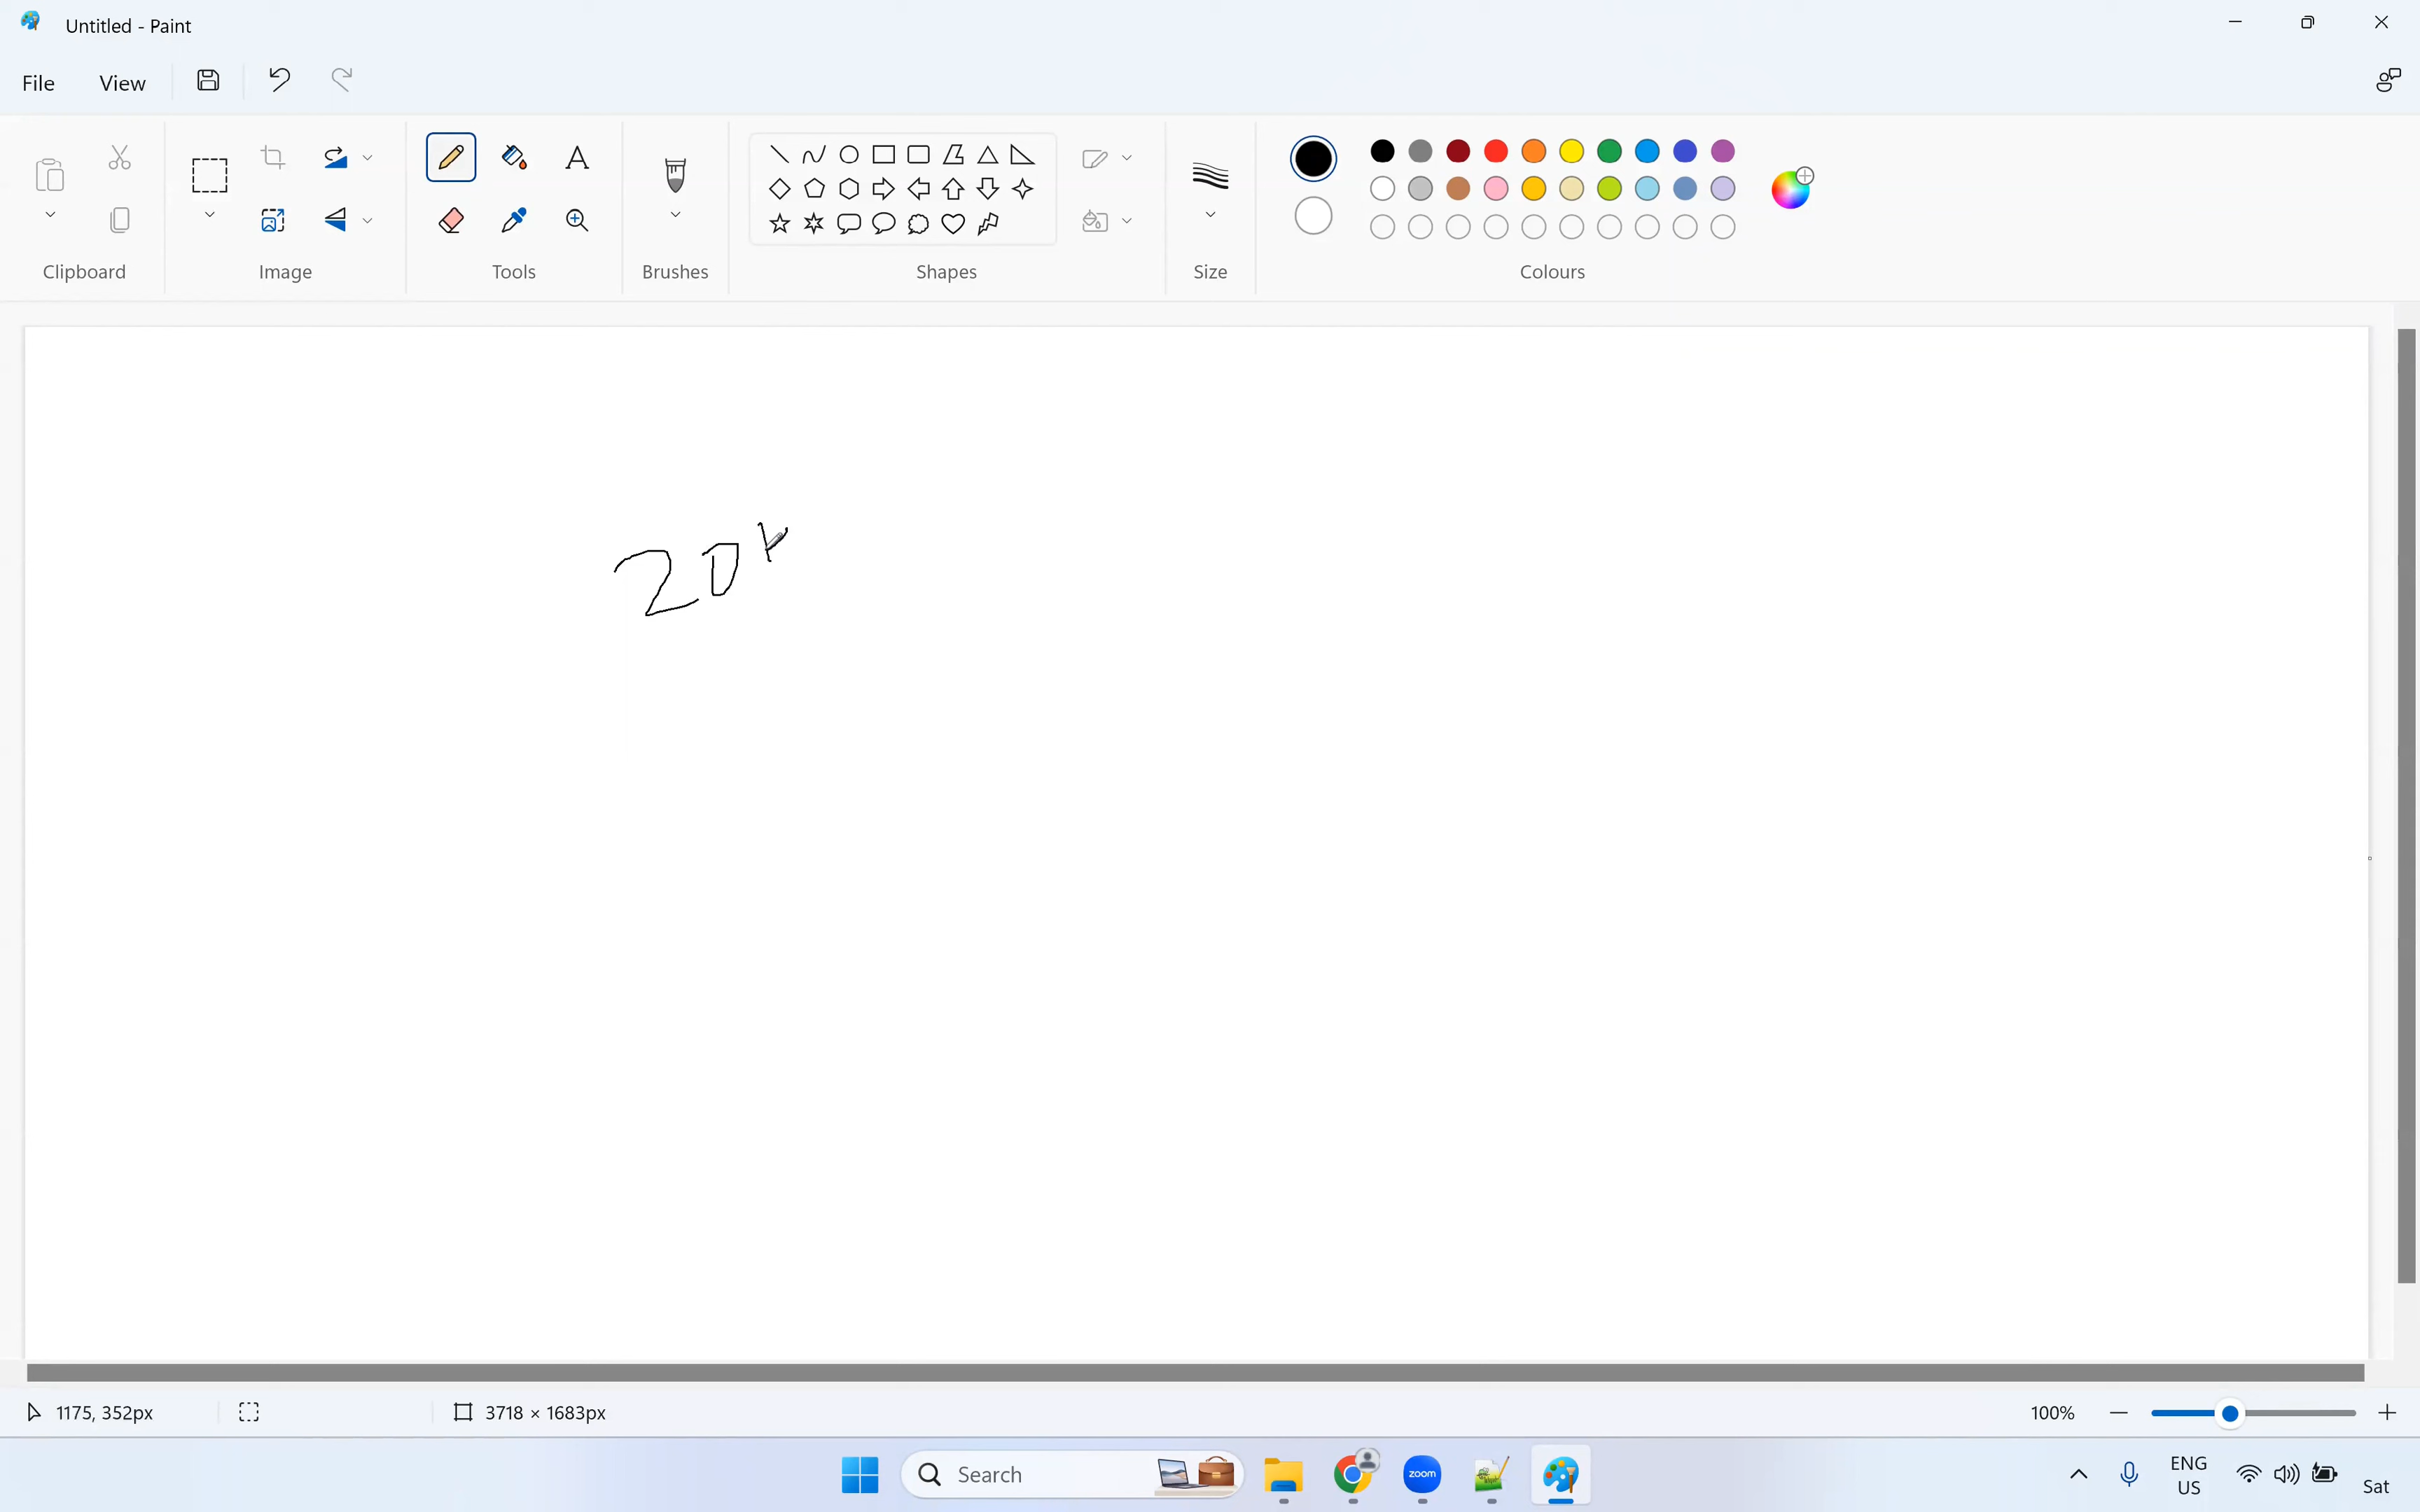 Untitled - Paint
File View
Clipboard Image Tools Brushes Shapes Size Colours
1175, 352px 3718 × 1683px 100%
Search zoom ENG
US Sat